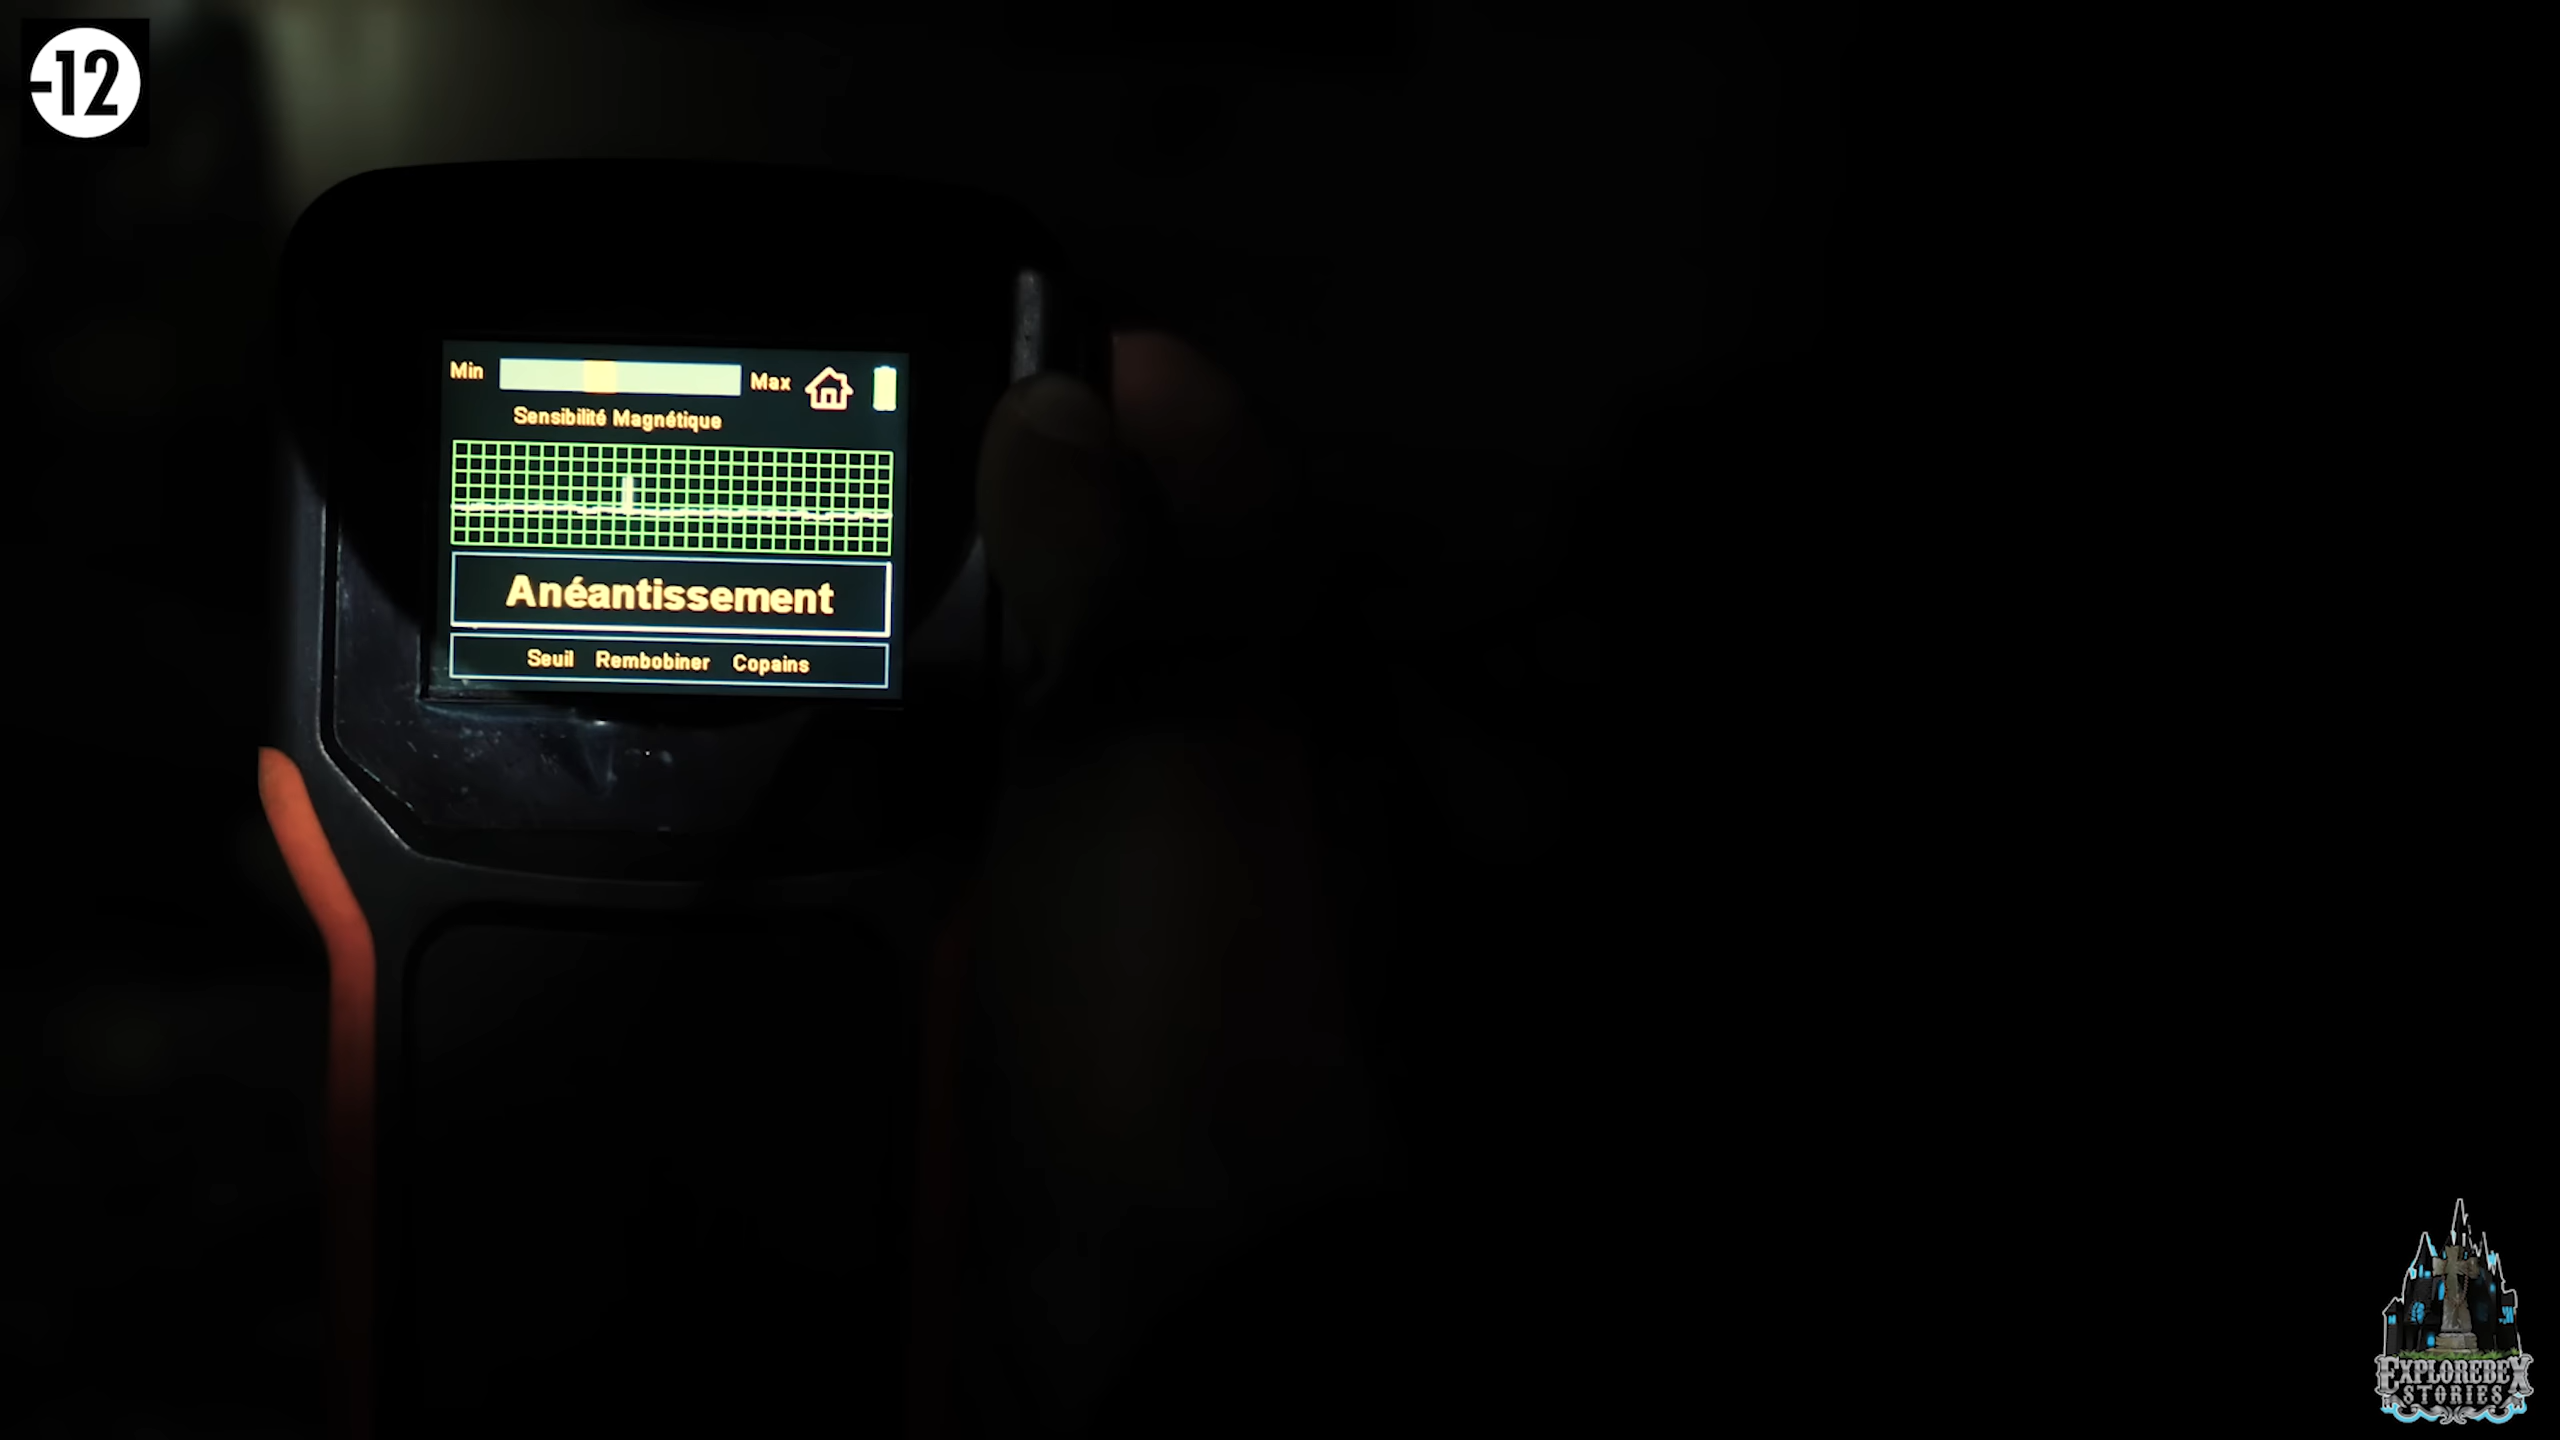 -12
Min Max
Sensibilité Magnétique
Anéantissement
Seuil Rembobiner Copains
EXPLOREBEX
STORIES